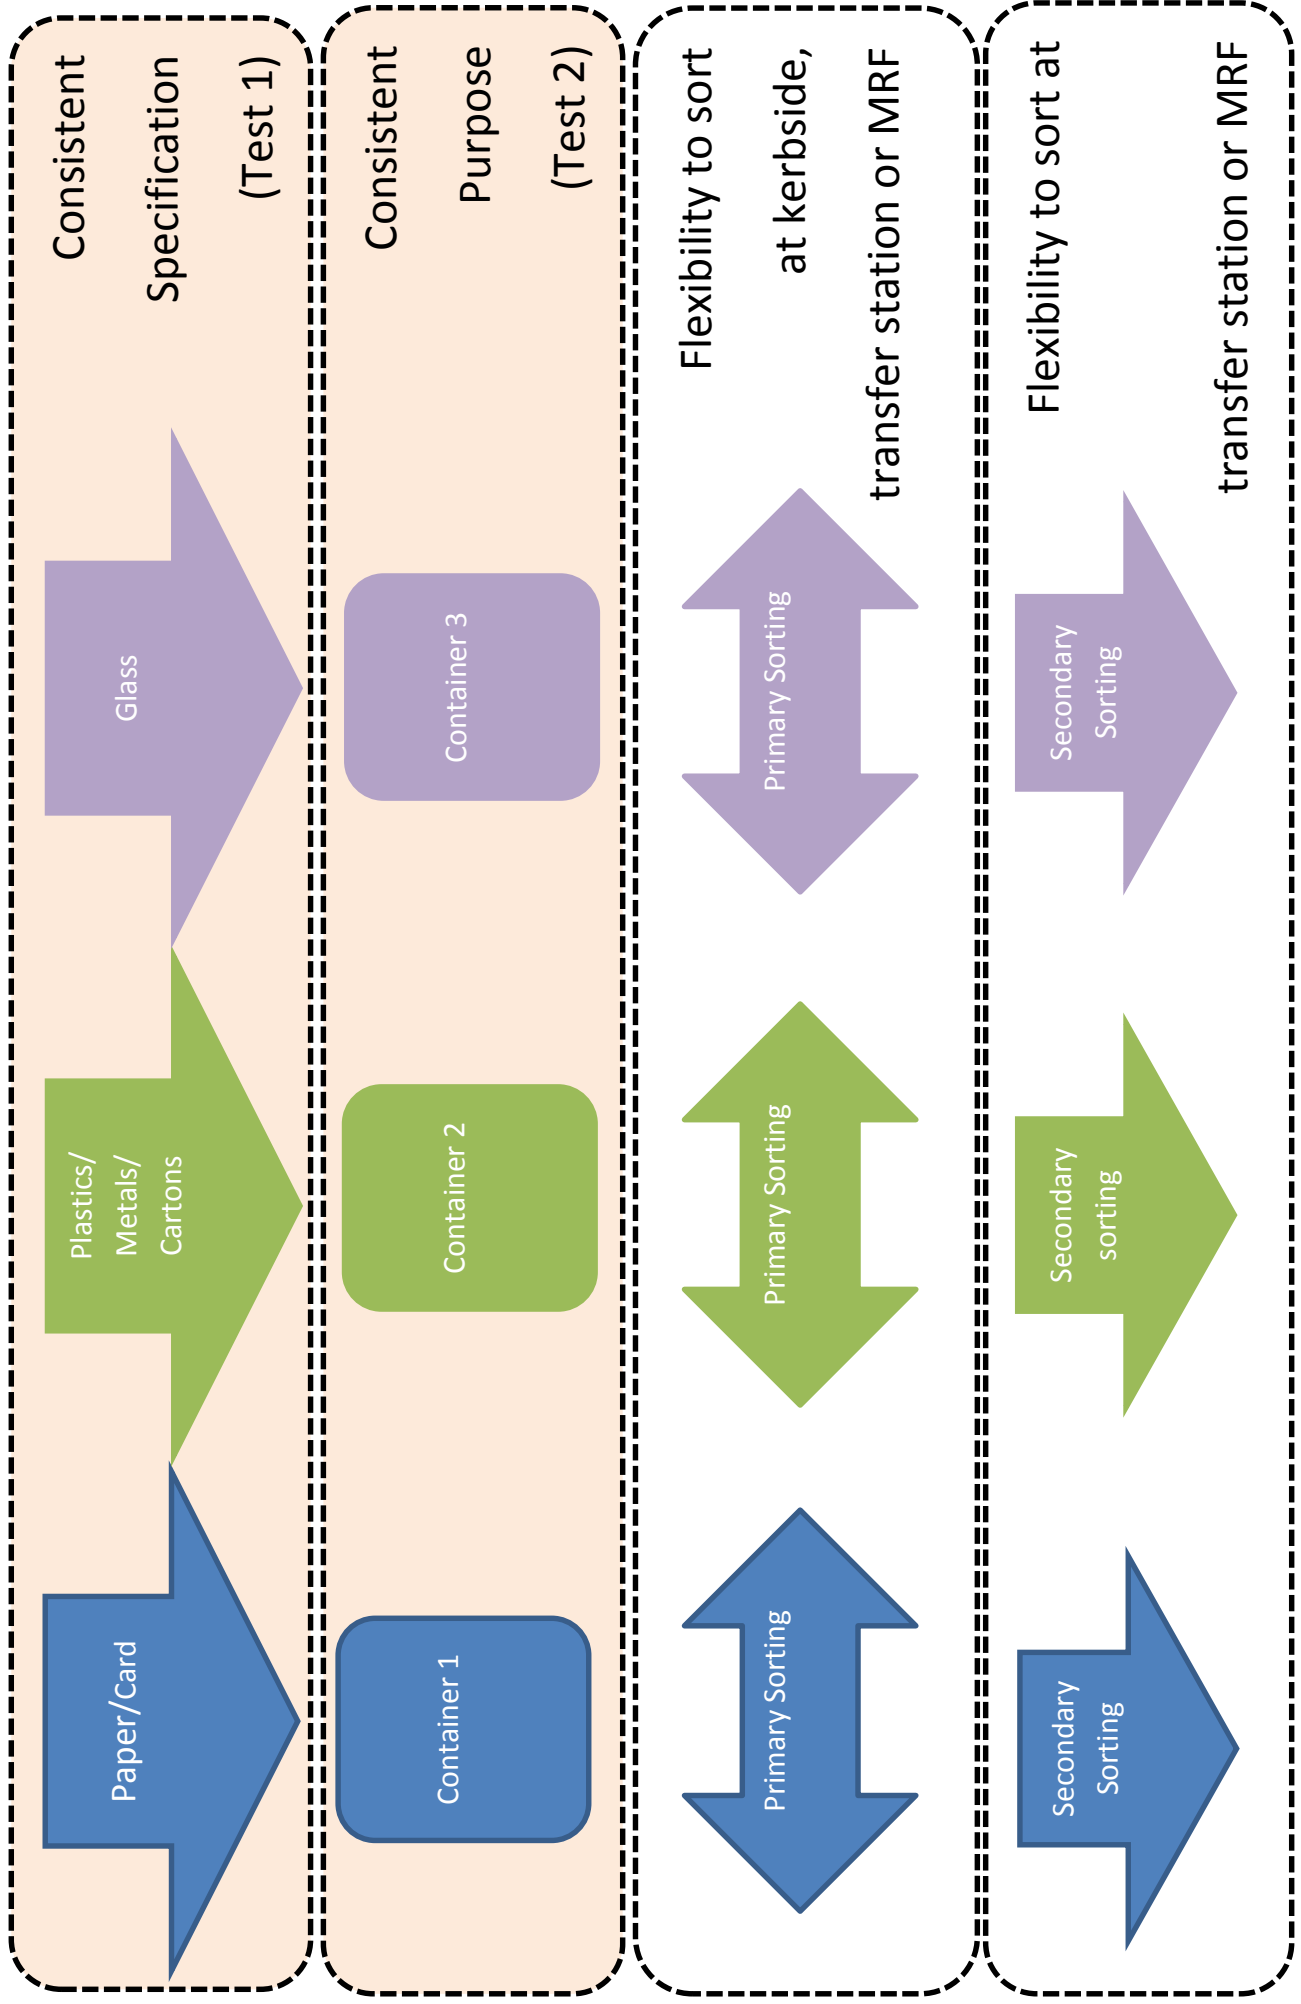 Paper/Card
Plastics/
Metals/
Cartons
Glass
Consistent
Specification
(Test 1)
Container 1
Container 2
Container 3
Consistent
Purpose
(Test 2)
Primary Sorting
Primary Sorting
Primary Sorting
Flexibility to sort
at kerbside,
transfer station or MRF
Secondary
Sorting
Secondary
sorting
Secondary
Sorting
Flexibility to sort at
transfer station or MRF